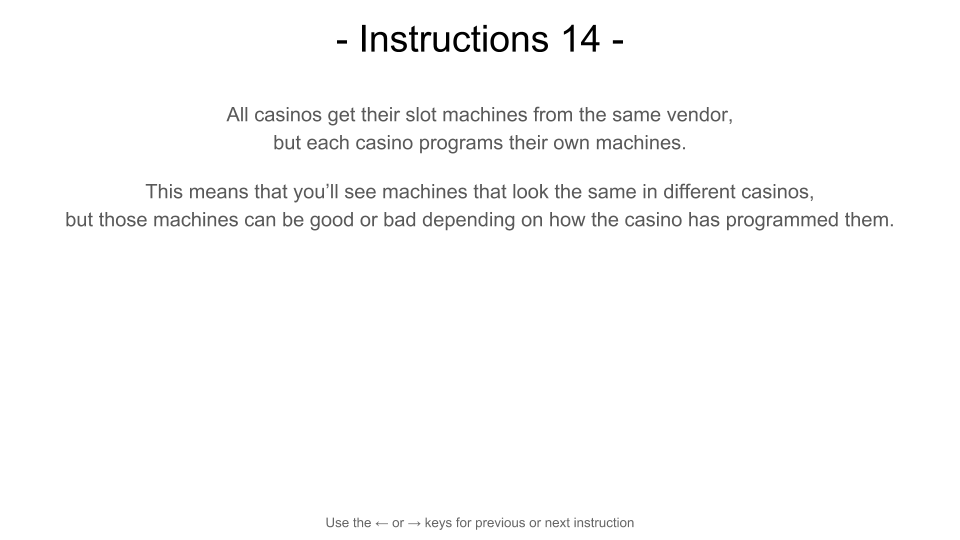 - Instructions 14 -
All casinos get their slot machines from the same vendor,
but each casino programs their own machines.
This means that you’ll see machines that look the same in different casinos,
but those machines can be good or bad depending on how the casino has programmed them.
Use the ← or → keys for previous or next instruction